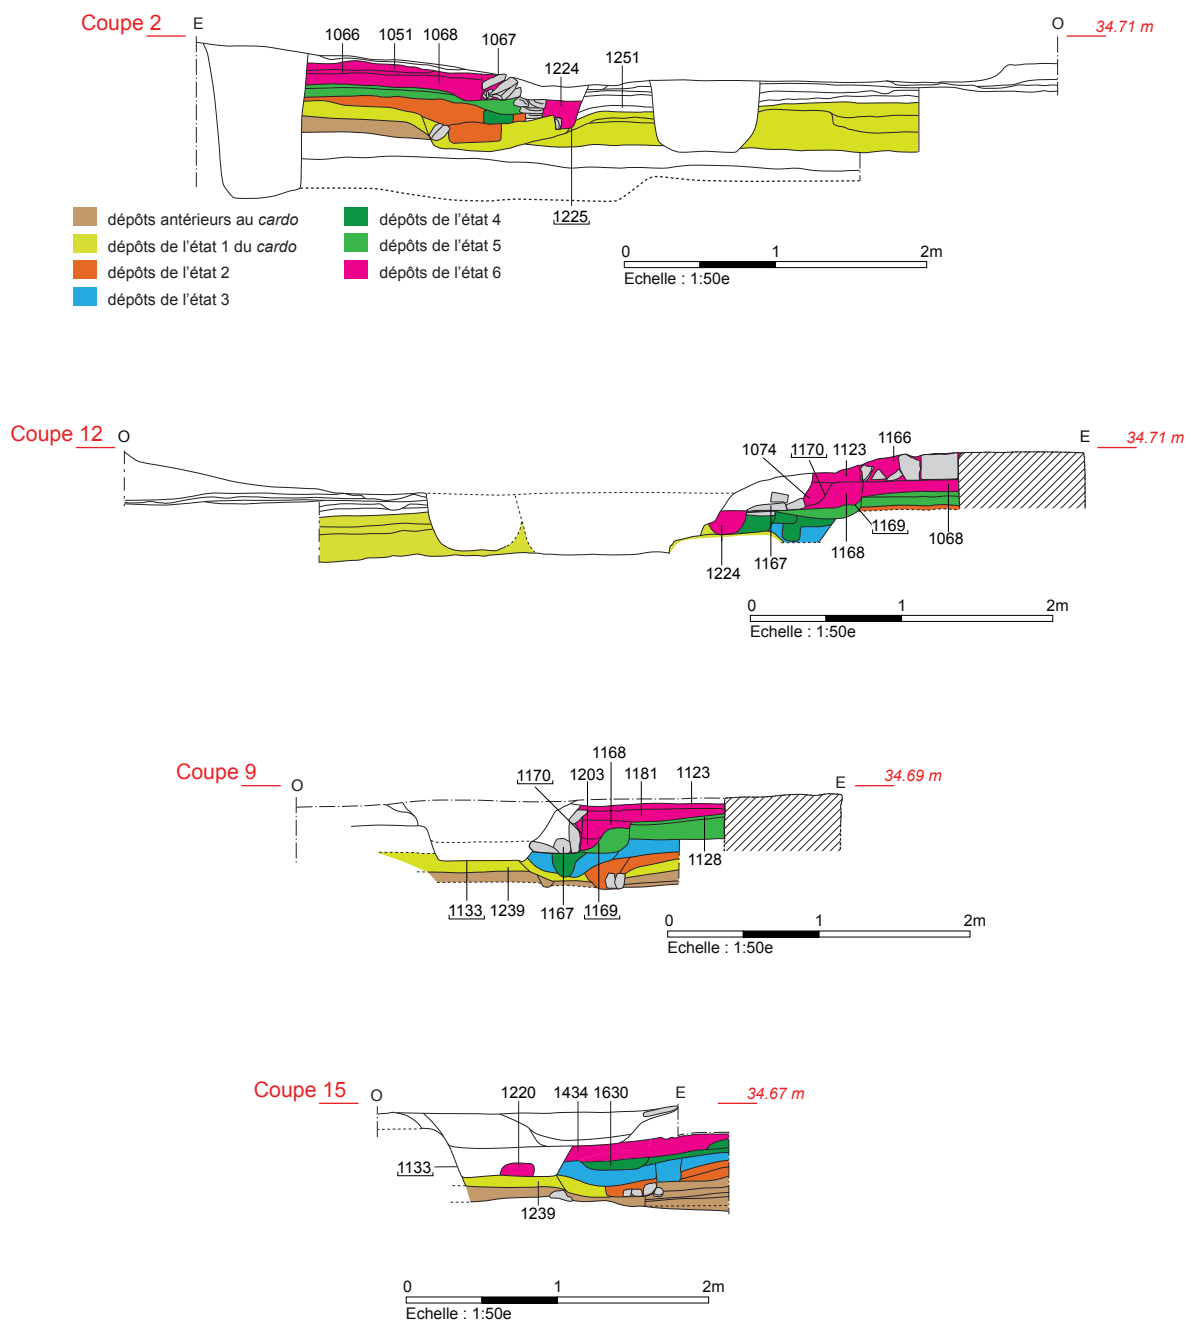 Coupe 2 E O 34.71 m
1066 1051 1068 1067 1224 1251
1225
dépôts antérieurs au cardo
dépôts de l'état 1 du cardo
dépôts de l'état 2
dépôts de l'état 3
dépôts de l'état 4
dépôts de l'état 5
dépôts de l'état 6
0 1 2m
Echelle : 1:50e
Coupe 12 O E 34.71 m
1074 1170 1123 1166
1224 1167 1168 1169 1068
0 1 2m
Echelle : 1:50e
Coupe 9 O E 34.69 m
1170 1203 1168 1181 1123
1128
1133 1239 1167 1169
0 1 2m
Echelle : 1:50e
Coupe 15 O E 34.67 m
1220 1434 1630
1133
1239
0 1 2m
Echelle : 1:50e